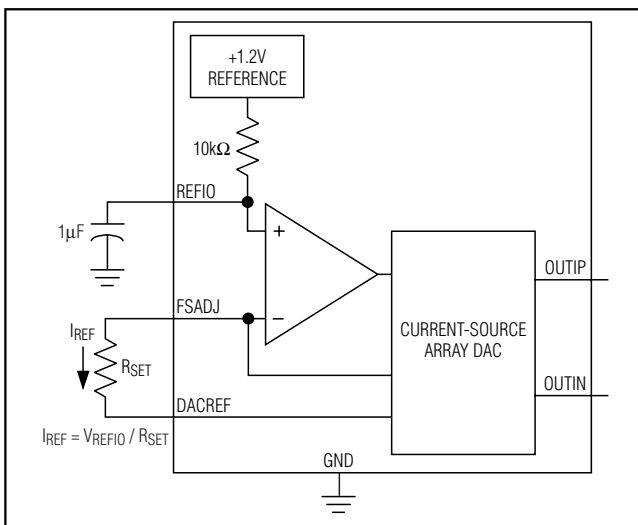 +1.2V
REFERENCE
10kΩ
REFIO
1µF
+
FSADJ
−
IREF
RSET
CURRENT-SOURCE
ARRAY DAC
OUTIP
OUTIN
DACREF
IREF = VREFIO / RSET
GND